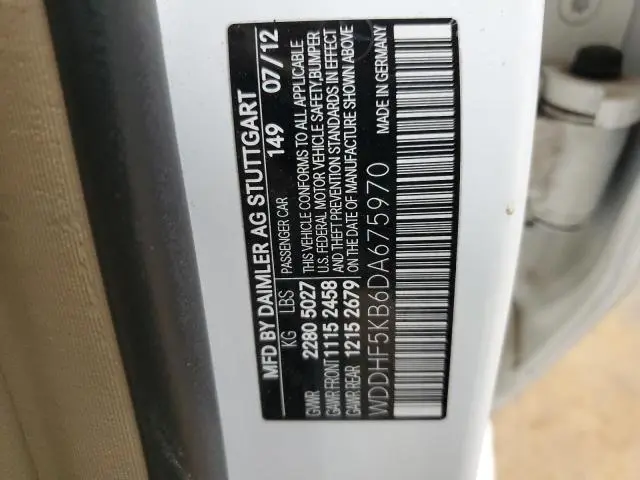 MFD BY DAIMLER AG STUTTGART
149 07/12
KG LBS
GVWR 2280 5027
GAWR FRONT 1115 2458
GAWR REAR 1215 2679
PASSENGER CAR
THIS VEHICLE CONFORMS TO ALL APPLICABLE
U.S. FEDERAL MOTOR VEHICLE SAFETY,BUMPER
AND THEFT PREVENTION STANDARDS IN EFFECT
ON THE DATE OF MANUFACTURE SHOWN ABOVE
WDDHF5KB6DA675970
MADE IN GERMANY